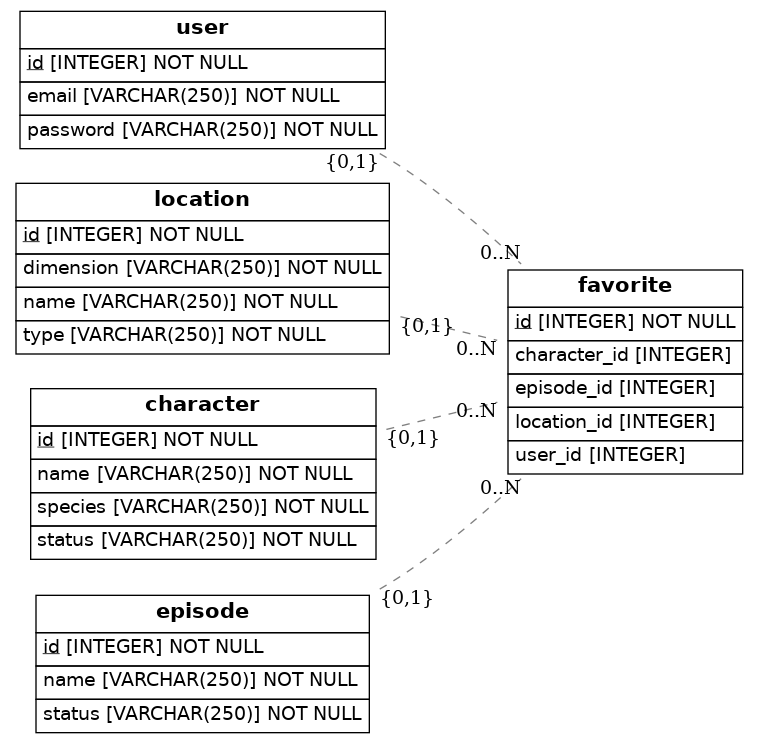 user
id [INTEGER] NOT NULL
email [VARCHAR(250)] NOT NULL
password [VARCHAR(250)] NOT NULL
{0,1}
0..N
location
id [INTEGER] NOT NULL
dimension [VARCHAR(250)] NOT NULL
name [VARCHAR(250)] NOT NULL
type [VARCHAR(250)] NOT NULL
{0,1}
0..N
favorite
id [INTEGER] NOT NULL
character_id [INTEGER]
episode_id [INTEGER]
location_id [INTEGER]
user_id [INTEGER]
character
id [INTEGER] NOT NULL
name [VARCHAR(250)] NOT NULL
species [VARCHAR(250)] NOT NULL
status [VARCHAR(250)] NOT NULL
{0,1}
0..N
episode
id [INTEGER] NOT NULL
name [VARCHAR(250)] NOT NULL
status [VARCHAR(250)] NOT NULL
{0,1}
0..N